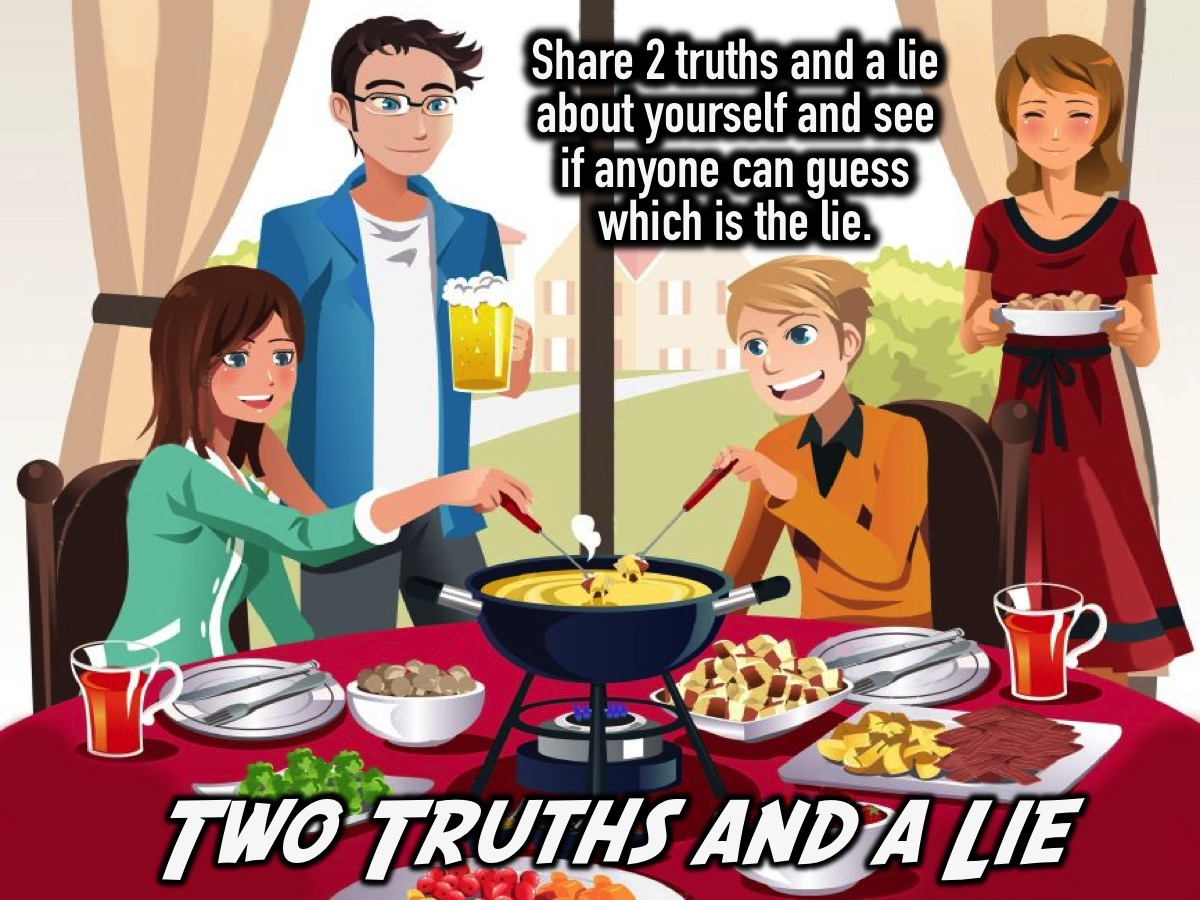 Share 2 truths and a lie
about yourself and see
if anyone can guess
which is the lie.
Two Truths and a Lie